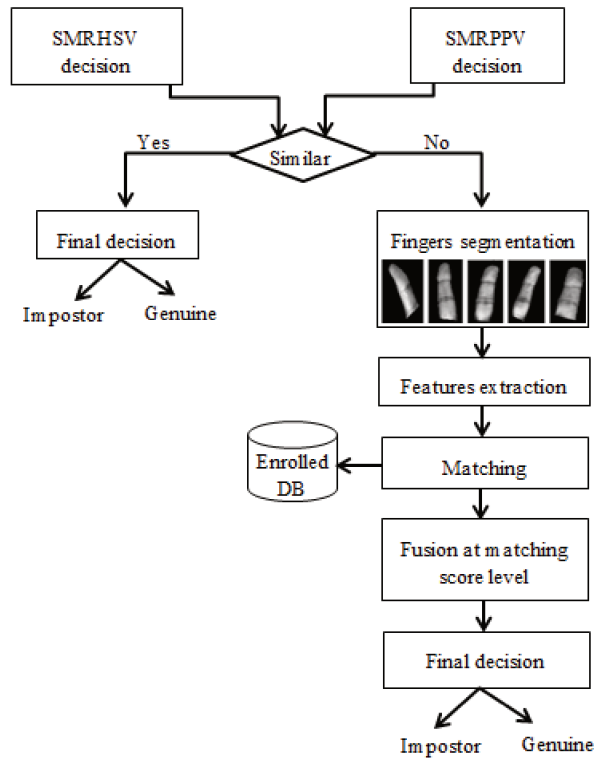 SMRHSV
decision
SMRPPV
decision
Similar
Yes
No
Final decision
Impostor
Genuine
Fingers segmentation
Features extraction
Matching
Enrolled
DB
Fusion at matching
score level
Final decision
Impostor
Genuine